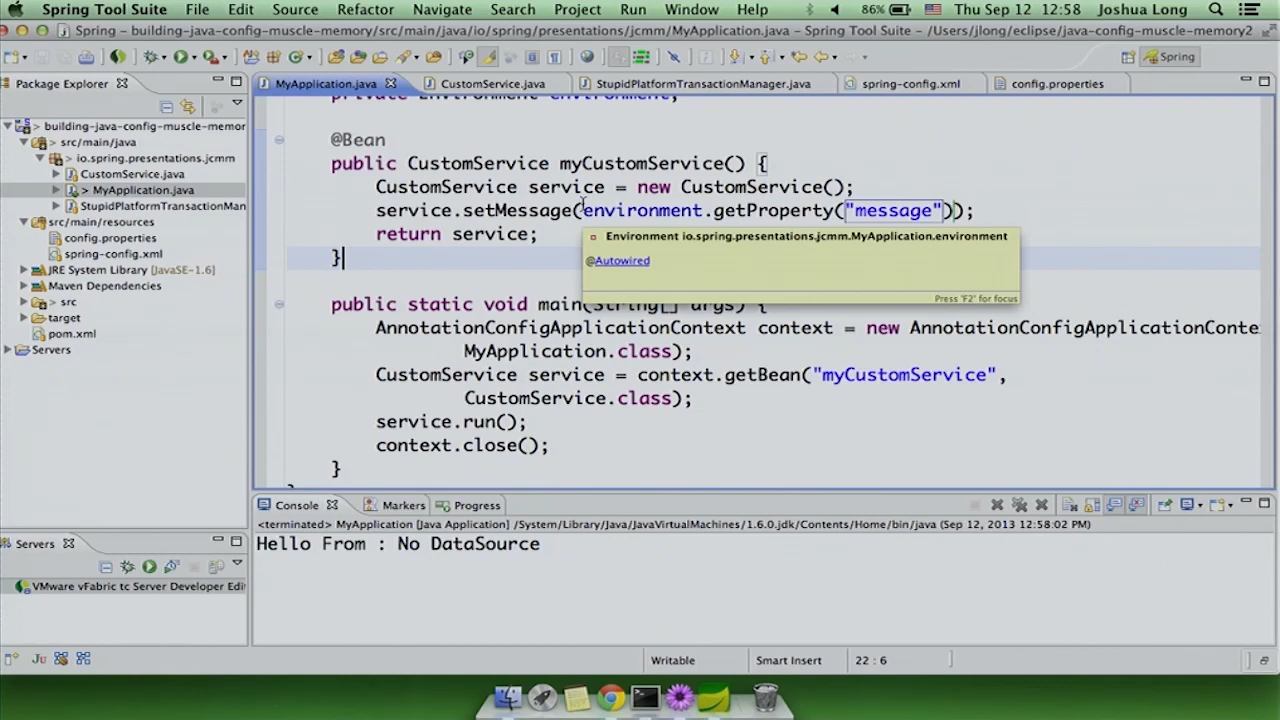 Spring Tool Suite File Edit Source Refactor Navigate Search Project Run Window Help 86% Thu Sep 12 12:58 Joshua Long
Spring - building-java-config-muscle-memory/src/main/java/io/spring/presentations/jcmm/MyApplication.java - Spring Tool Suite - /Users/jlong/eclipse/workspaces/java-config-muscle-memory2
Spring
Package Explorer
MyApplication.java
CustomService.java
StupidPlatformTransactionManager.java
spring-config.xml
config.properties
building-java-config-muscle-memory
src/main/java
io.spring.presentations.jcmm
CustomService.java
> MyApplication.java
StupidPlatformTransactionMan
src/main/resources
config.properties
spring-config.xml
JRE System Library [JavaSE-1.6]
Maven Dependencies
> src
target
pom.xml
Servers
private Environment environment;
@Bean
public CustomService myCustomService() {
CustomService service = new CustomService();
service.setMessage(environment.getProperty("message"));
return service;
}
Environment io.spring.presentations.jcmm.MyApplication.environment
@Autowired
Press 'F2' for focus
public static void main(String[] args) {
AnnotationConfigApplicationContext context = new AnnotationConfigApplicationConte
MyApplication.class);
CustomService service = context.getBean("myCustomService",
CustomService.class);
service.run();
context.close();
}
Console Markers Progress
<terminated> MyApplication [Java Application] /System/Library/Java/JavaVirtualMachines/1.6.0.jdk/Contents/Home/bin/java (Sep 12, 2013 12:58:02 PM)
Hello From : No DataSource
Servers
VMware vFabric tc Server Developer Edi
Writable Smart Insert 22 : 6